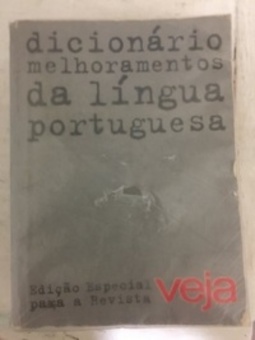 dicionário
melhoramentos
da língua
portuguesa
Edição Especial
para a Revista
veja